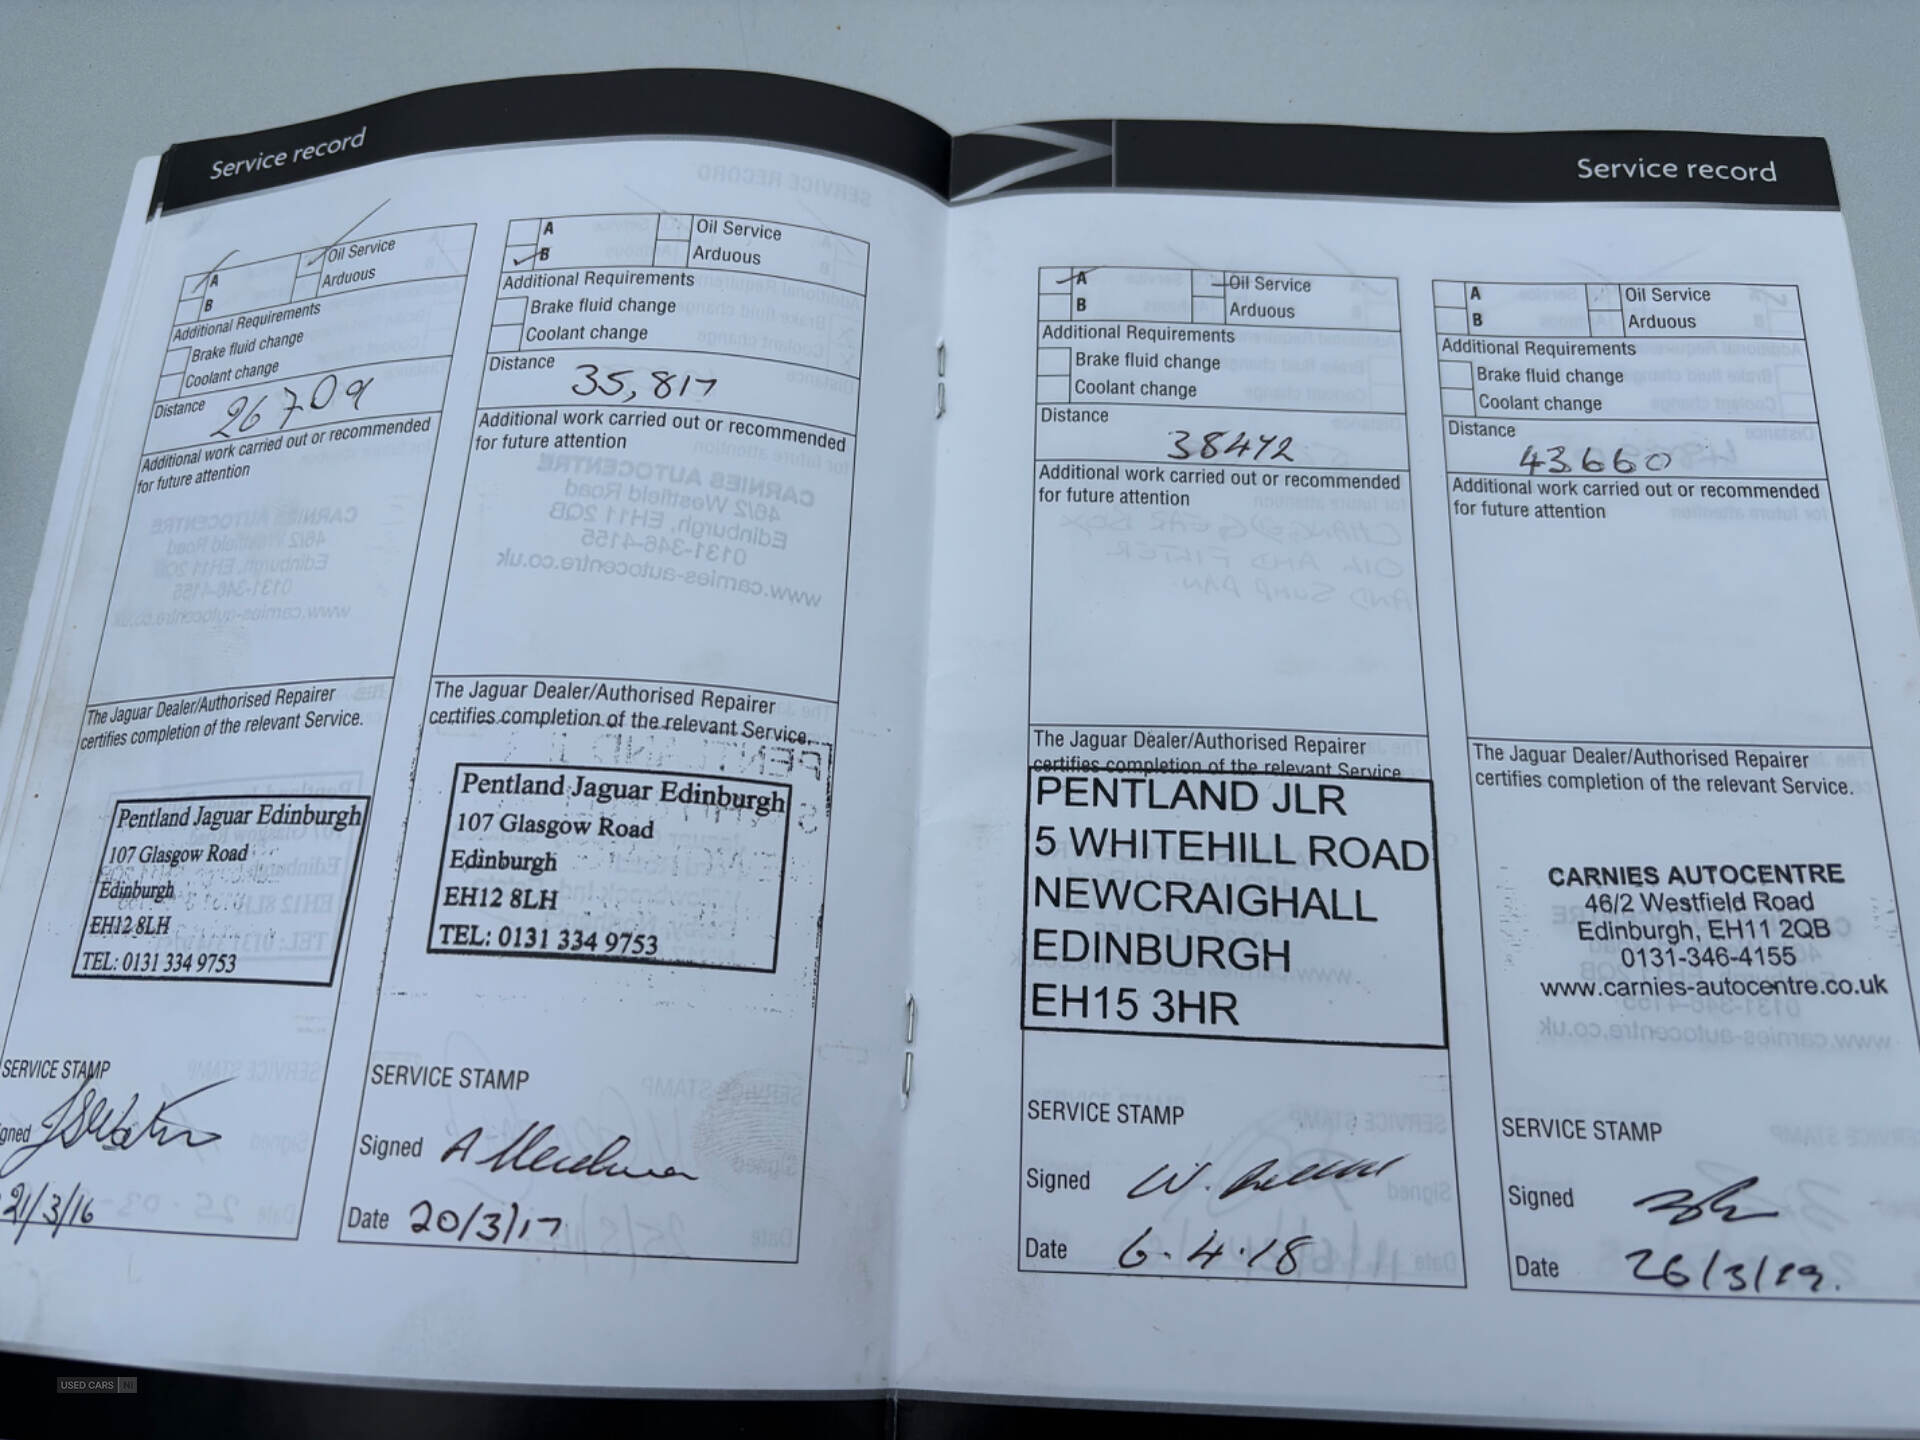 Service record
A
Oil Service
B
Arduous
Additional Requirements
Brake fluid change
Coolant change
Distance 26709
Additional work carried out or recommended
for future attention
The Jaguar Dealer/Authorised Repairer
certifies completion of the relevant Service.
Pentland Jaguar Edinburgh
107 Glasgow Road
Edinburgh
EH12 8LH
TEL: 0131 334 9753
SERVICE STAMP
21/3/16
A
Oil Service
B
Arduous
Additional Requirements
Brake fluid change
Coolant change
Distance 35,817
Additional work carried out or recommended
for future attention
The Jaguar Dealer/Authorised Repairer
certifies completion of the relevant Service.
Pentland Jaguar Edinburgh
107 Glasgow Road
Edinburgh
EH12 8LH
TEL: 0131 334 9753
SERVICE STAMP
Signed
Date 20/3/17
Service record
A
Oil Service
B
Arduous
Additional Requirements
Brake fluid change
Coolant change
Distance
38472
Additional work carried out or recommended
for future attention
The Jaguar Dealer/Authorised Repairer
certifies completion of the relevant Service
PENTLAND JLR
5 WHITEHILL ROAD
NEWCRAIGHALL
EDINBURGH
EH15 3HR
SERVICE STAMP
Signed
Date 6.4.18
A
Oil Service
B
Arduous
Additional Requirements
Brake fluid change
Coolant change
Distance
43660
Additional work carried out or recommended
for future attention
The Jaguar Dealer/Authorised Repairer
certifies completion of the relevant Service.
CARNIES AUTOCENTRE
46/2 Westfield Road
Edinburgh, EH11 2QB
0131-346-4155
www.carnies-autocentre.co.uk
SERVICE STAMP
Signed
Date 26/3/19.
USED CARS NI